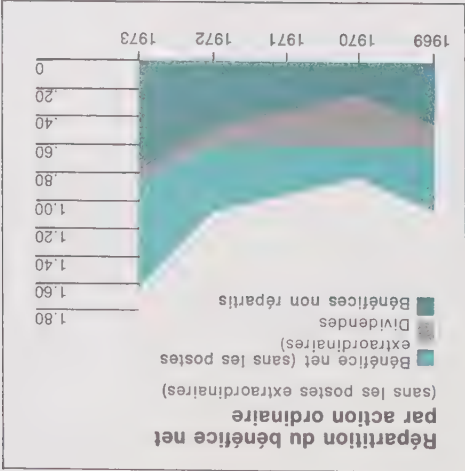 Répartition du bénéfice net
par action ordinaire
(sans les postes extraordinaires)
Bénéfice net (sans les postes
extraordinaires)
Dividendes
Bénéfices non répartis
1.80
1.60
1.40
1.20
1.00
.80
.60
.40
.20
0
1969 1970 1971 1972 1973